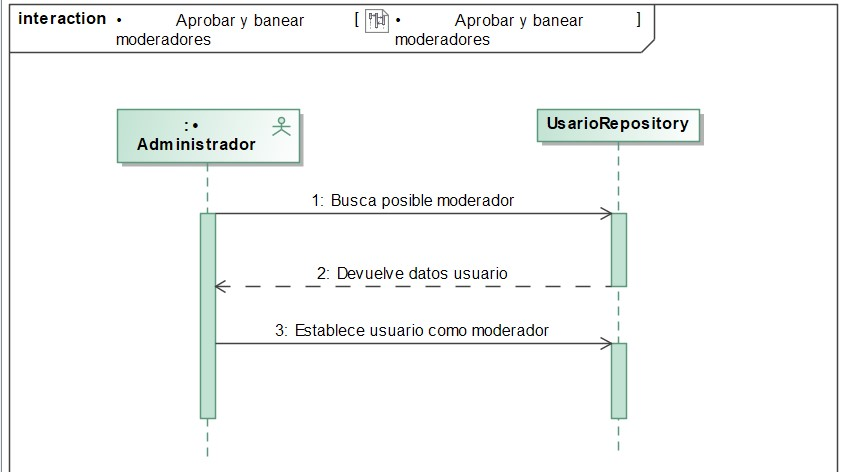 interaction • Aprobar y banear moderadores [ • Aprobar y banear moderadores ]
: •
Administrador
UsarioRepository
1: Busca posible moderador
2: Devuelve datos usuario
3: Establece usuario como moderador